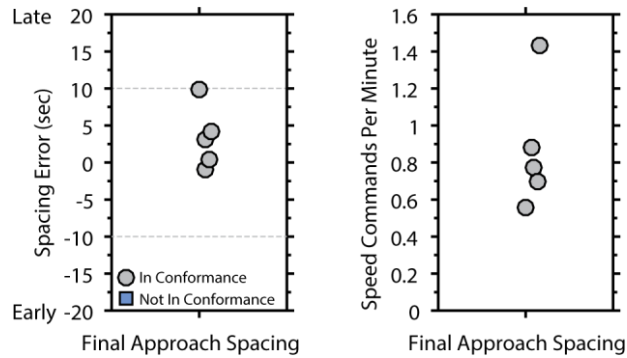 Late
Spacing Error (sec)
20
15
10
5
0
-5
-10
-15
-20
Early
In Conformance
Not In Conformance
Final Approach Spacing
Speed Commands Per Minute
1.6
1.4
1.2
1
0.8
0.6
0.4
0.2
0
Final Approach Spacing